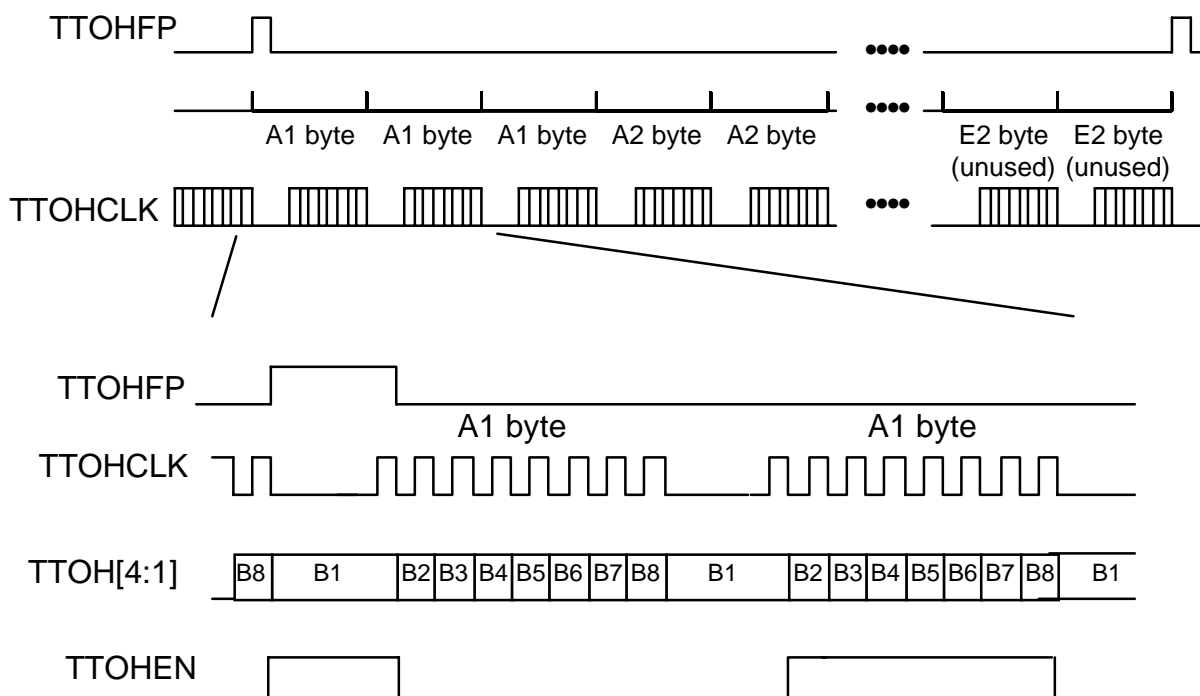 TTOHFP
A1 byte A1 byte A1 byte A2 byte A2 byte E2 byte E2 byte
(unused) (unused)
TTOHCLK
TTOHFP
A1 byte A1 byte
TTOHCLK
TTOH[4:1] B8 B1 B2 B3 B4 B5 B6 B7 B8 B1 B2 B3 B4 B5 B6 B7 B8 B1
TTOHEN